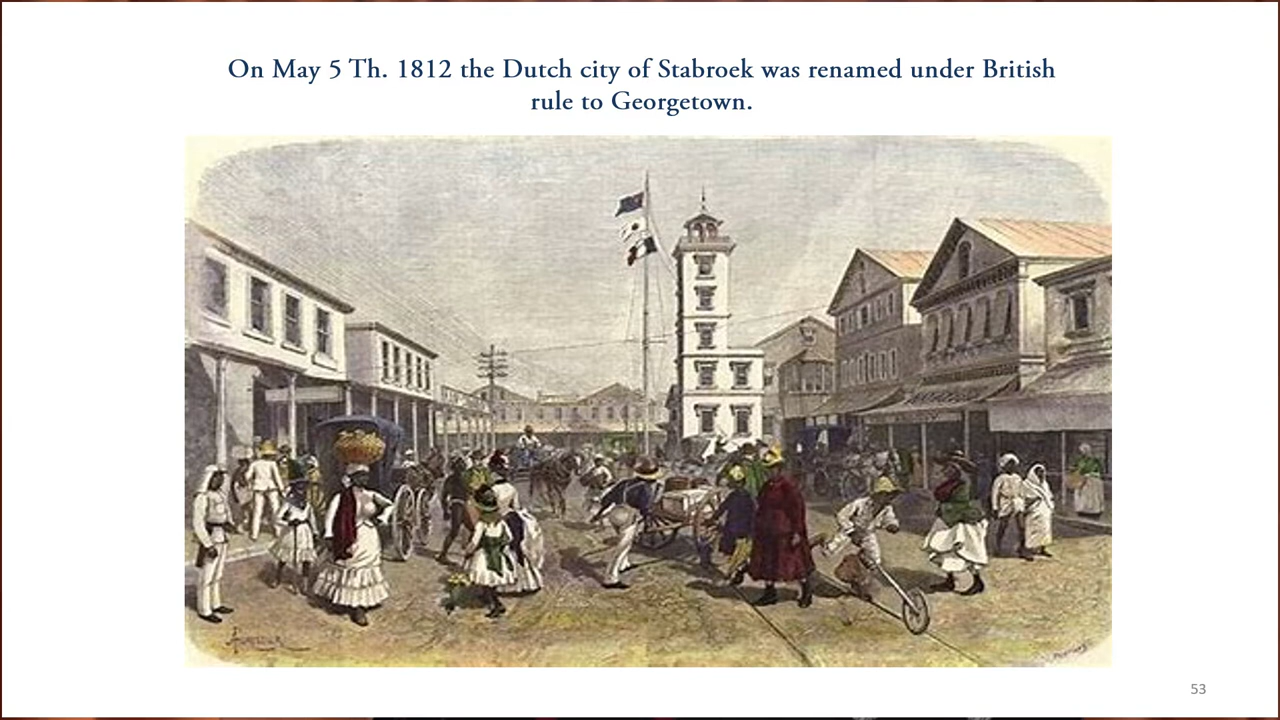 On May 5 Th. 1812 the Dutch city of Stabroek was renamed under British
rule to Georgetown.
53